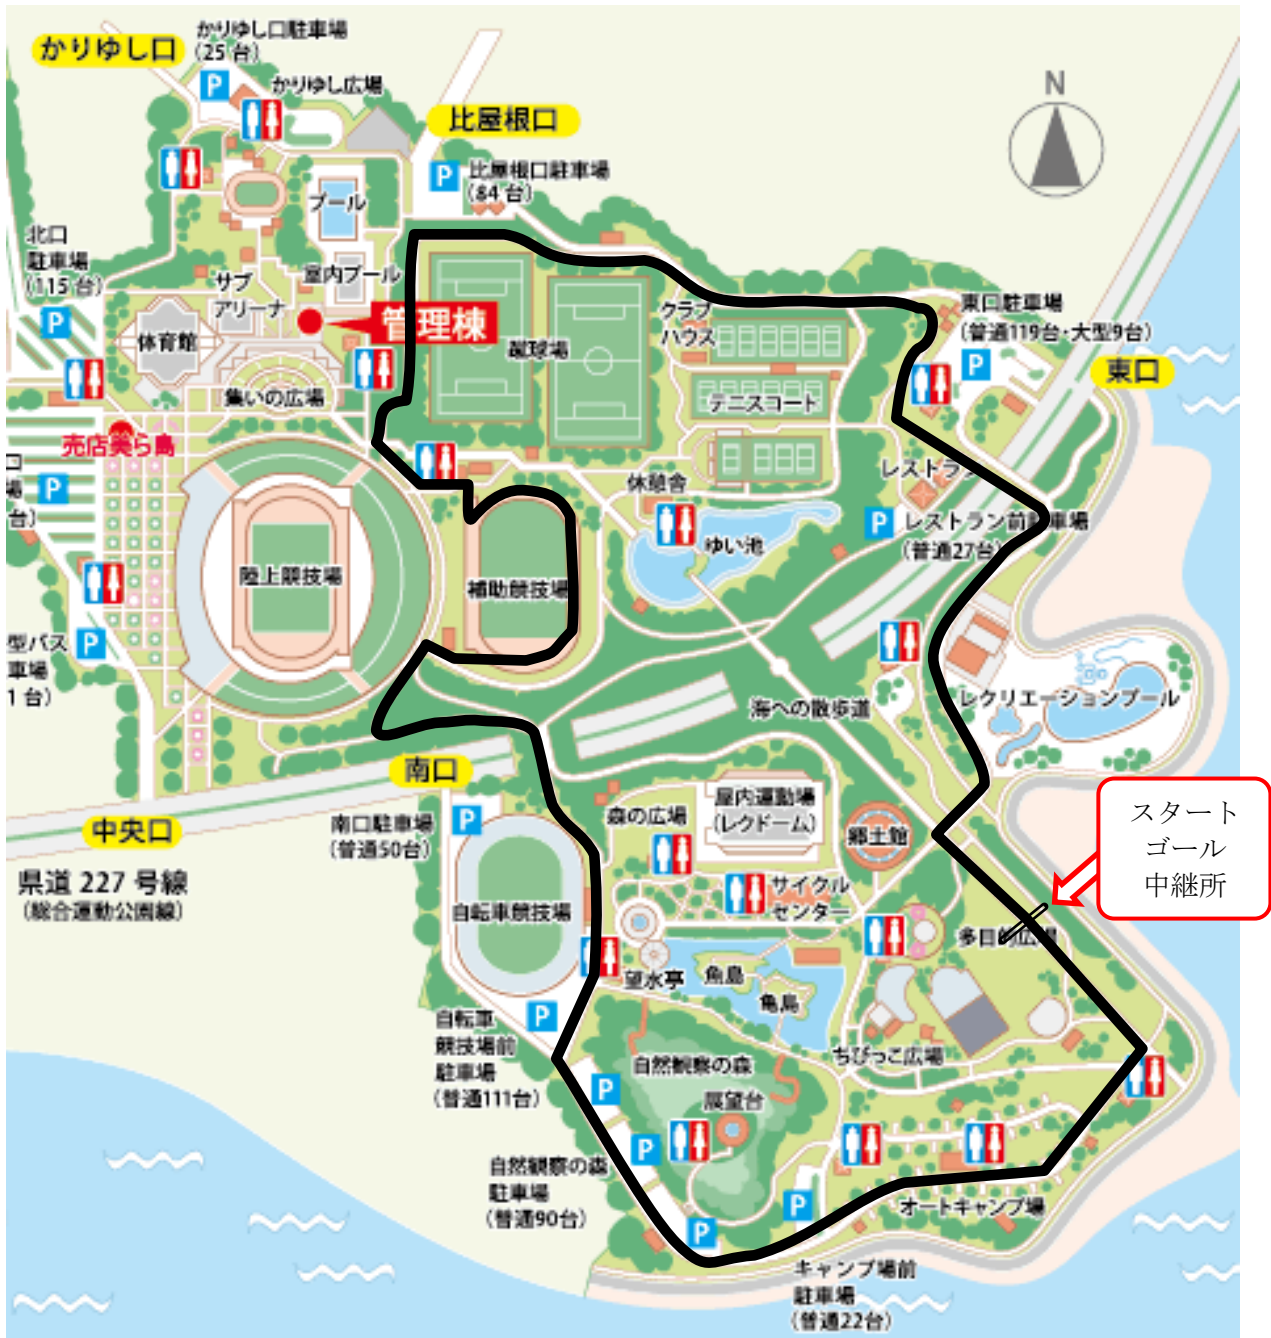 かりゆし口
かりゆし口駐車場
(25 台)
かりゆし広場
比屋根口
比屋根口駐車場
(84 台)
N
プール
北口
駐車場
(115 台)
サブ
アリーナ
屋内プール
管理棟
体育館
集いの広場
蹴球場
クラブ
ハウス
テニスコート
東口駐車場
(普通119台・大型9台)
東口
売店美ら島
口
場
台)
陸上競技場
補助競技場
休憩舎
ゆい池
レストラン
レストラン前駐車場
(普通27台)
型バス
車場
1 台)
海への散歩道
レクリエーションプール
南口
南口駐車場
(普通50台)
中央口
県道 227 号線
(総合運動公園線)
森の広場
屋内運動場
(レクドーム)
郷土館
スタート
ゴール
中継所
自転車競技場
サイクル
センター
多目的広場
望水亭
魚島
亀島
自転車
競技場前
駐車場
(普通111台)
自然観察の森
展望台
ちびっこ広場
自然観察の森
駐車場
(普通90台)
オートキャンプ場
キャンプ場前
駐車場
(普通22台)
P
P
P
P
P
P
P
P
P
P
P
P
P